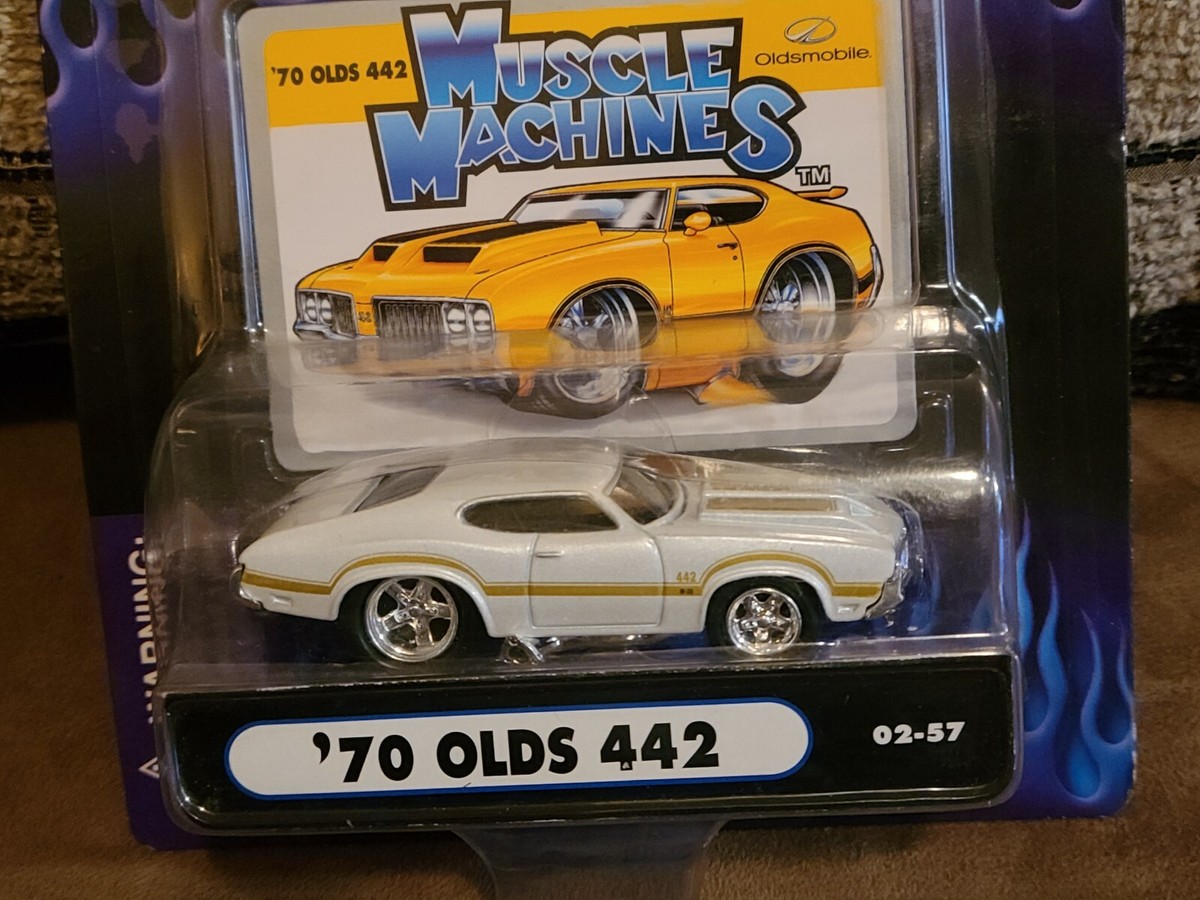 '70 OLDS 442
MUSCLE MACHINES TM
Oldsmobile.
442
WARNING!
'70 OLDS 442
02-57